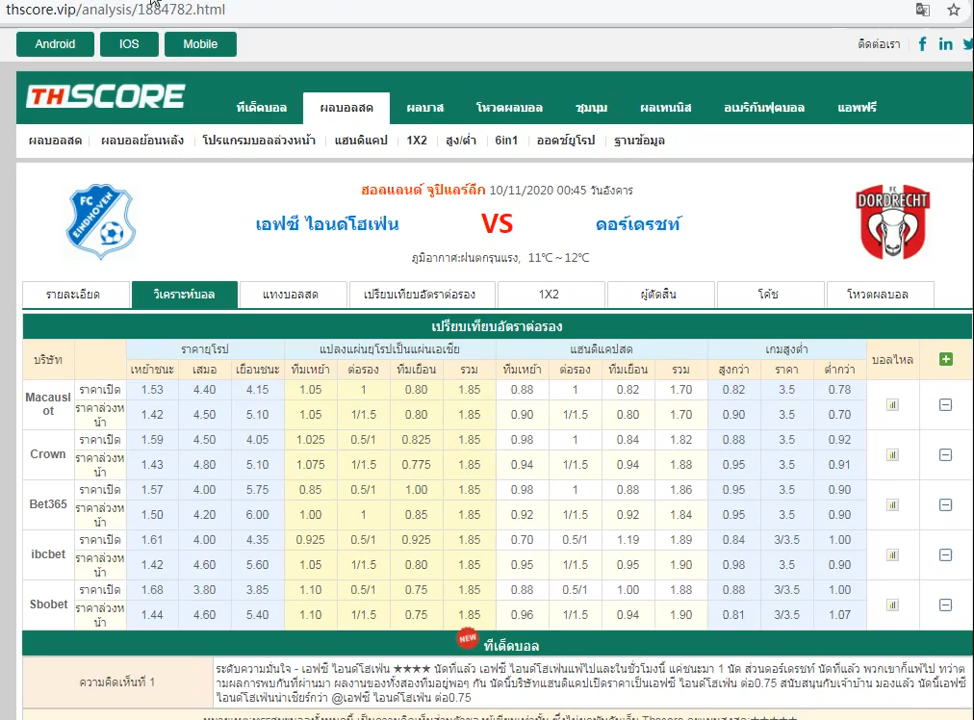 thscore.vip/analysis/1884782.html
Android IOS Mobile ติดต่อเรา
THSCORE ทีเด็ดบอล ผลบอลสด ผลบาส โหวตผลบอล ชุมนุม ผลเทนนิส อเมริกันฟุตบอล แอพฟรี
ผลบอลสด ผลบอลย้อนหลัง โปรแกรมบอลล่วงหน้า แฮนดิแคป 1X2 สูง/ต่ำ 6in1 ออดซ์ยุโรป ฐานข้อมูล
ฮอลแลนด์ จูปิแลร์ลีก 10/11/2020 00:45 วันอังคาร
FC EINDHOVEN
FC DORDRECHT
เอฟซี ไอนด์โฮเฟ่น VS ดอร์เดรชท์
ภูมิอากาศ:ฝนตกรุนแรง, 11℃～12℃
รายละเอียด วิเคราะห์บอล แทงบอลสด เปรียบเทียบอัตราต่อรอง 1X2 ผู้ตัดสิน โค้ช โหวตผลบอล
เปรียบเทียบอัตราต่อรอง
บริษัท ราคายุโรป แปลงแผ่นยุโรปเป็นแผ่นเอเชีย แฮนดิแคปสด เกมสูงต่ำ บอลไหล
เหย้าชนะ เสมอ เยือนชนะ ทีมเหย้า ต่อรอง ทีมเยือน รวม ทีมเหย้า ต่อรอง ทีมเยือน รวม สูงกว่า ราคา ต่ำกว่า
Macauslot ราคาเปิด 1.53 4.40 4.15 1.05 1 0.80 1.85 0.88 1 0.82 1.70 0.82 3.5 0.78
ราคาล่วงหน้า 1.42 4.50 5.10 1.05 1/1.5 0.80 1.85 0.90 1/1.5 0.80 1.70 0.90 3.5 0.70
Crown ราคาเปิด 1.59 4.50 4.05 1.025 0.5/1 0.825 1.85 0.98 1 0.84 1.82 0.88 3.5 0.92
ราคาล่วงหน้า 1.43 4.80 5.10 1.075 1/1.5 0.775 1.85 0.94 1/1.5 0.94 1.88 0.95 3.5 0.91
Bet365 ราคาเปิด 1.57 4.00 5.75 0.85 0.5/1 1.00 1.85 0.98 1 0.88 1.86 0.95 3.5 0.90
ราคาล่วงหน้า 1.50 4.20 6.00 1.00 1 0.85 1.85 0.92 1/1.5 0.92 1.84 0.95 3.5 0.90
ibcbet ราคาเปิด 1.61 4.00 4.35 0.925 0.5/1 0.925 1.85 0.70 0.5/1 1.19 1.89 0.84 3/3.5 1.00
ราคาล่วงหน้า 1.42 4.60 5.60 1.05 1/1.5 0.80 1.85 0.95 1/1.5 0.95 1.90 0.98 3.5 0.90
Sbobet ราคาเปิด 1.68 3.80 3.85 1.10 0.5/1 0.75 1.85 0.88 0.5/1 1.00 1.88 0.88 3/3.5 1.00
ราคาล่วงหน้า 1.44 4.60 5.40 1.10 1/1.5 0.75 1.85 0.96 1/1.5 0.94 1.90 0.81 3/3.5 1.07
NEW ทีเด็ดบอล
ความคิดเห็นที่ 1
ระดับความมั่นใจ - เอฟซี ไอนด์โฮเฟ่น ★★★★ นัดที่แล้ว เอฟซี ไอนด์โฮเฟ่นแพ้ไปและในชั่วโมงนี้ แค่ชนะมา 1 นัด ส่วนดอร์เดรชท์ นัดที่แล้ว พวกเขาก็แพ้ไป ทว่าต
ามผลการพบกันที่ผ่านมา ผลงานของทั้งสองทีมอยู่พอๆ กัน นัดนี้บริษัทแฮนดิแคปเปิดราคาเป็นเอฟซี ไอนด์โฮเฟ่น ต่อ0.75 สนับสนุนกับเจ้าบ้าน มองแล้ว นัดนี้เอฟซี
ไอนด์โฮเฟ่นน่าเชียร์กว่า @เอฟซี ไอนด์โฮเฟ่น ต่อ0.75